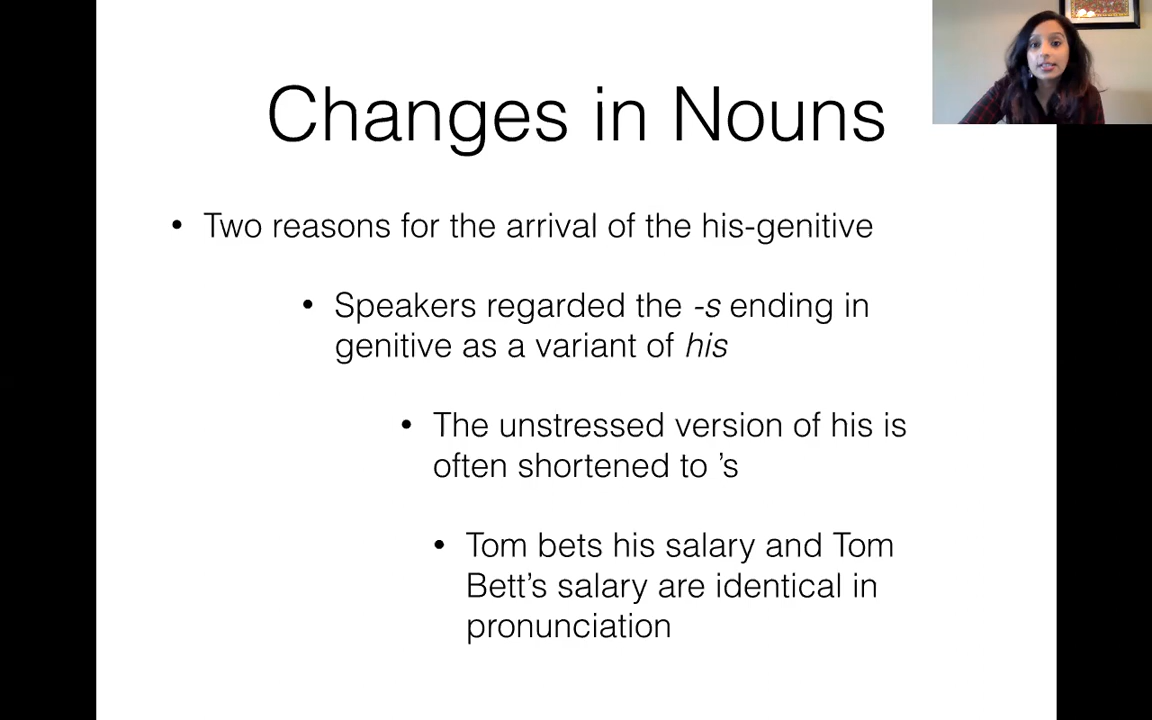 Changes in Nouns
• Two reasons for the arrival of the his-genitive
• Speakers regarded the -s ending in
genitive as a variant of his
• The unstressed version of his is
often shortened to ’s
• Tom bets his salary and Tom
Bett’s salary are identical in
pronunciation